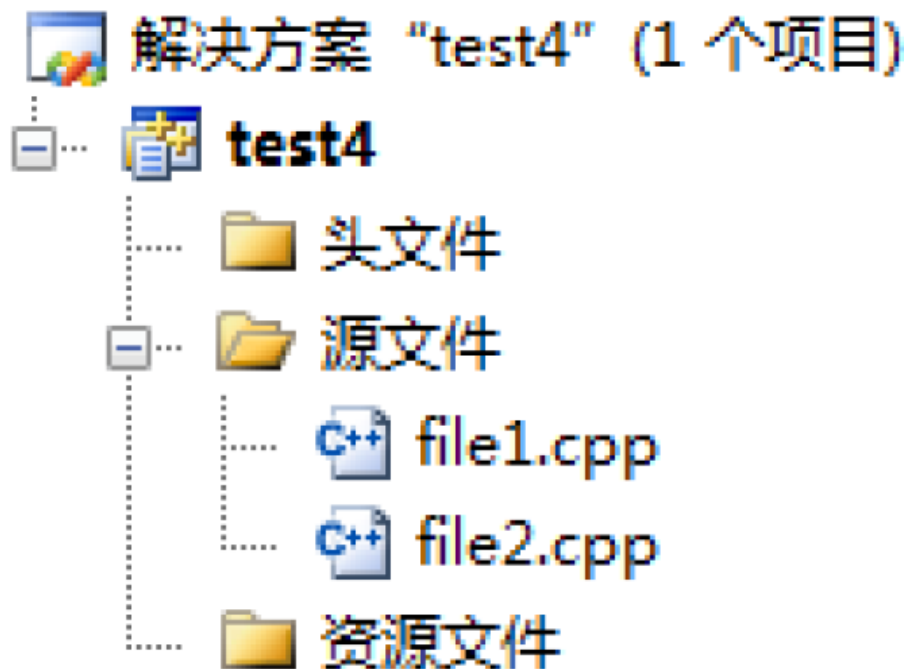 解决方案“test4”(1 个项目)
test4
头文件
源文件
file1.cpp
file2.cpp
资源文件